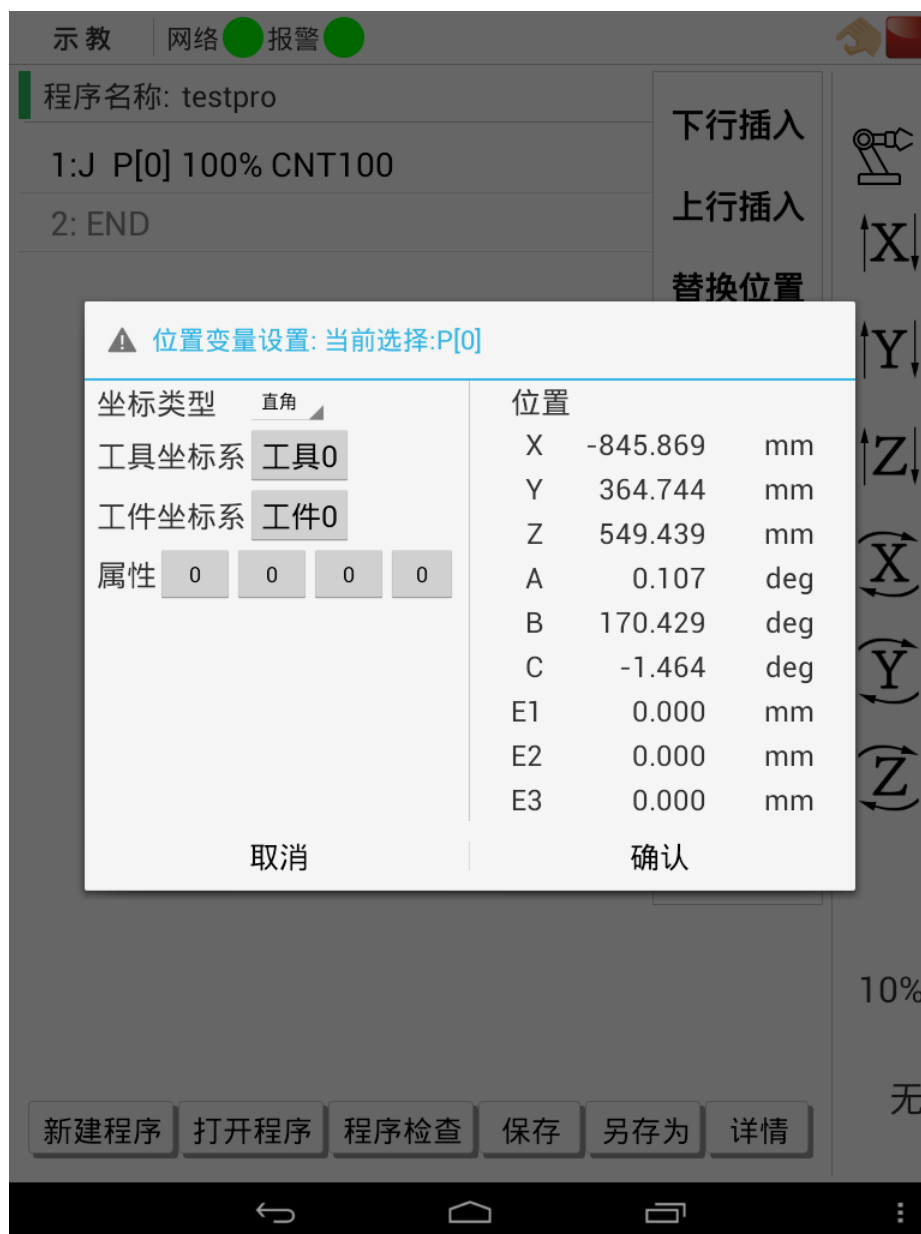 示教 网络 报警
程序名称: testpro
1:J P[0] 100% CNT100
2: END
下行插入
上行插入
替换位置
X
Y
Z
X
Y
Z
位置变量设置: 当前选择:P[0]
坐标类型 直角
工具坐标系 工具0
工件坐标系 工件0
属性 0 0 0 0
位置
X -845.869 mm
Y 364.744 mm
Z 549.439 mm
A 0.107 deg
B 170.429 deg
C -1.464 deg
E1 0.000 mm
E2 0.000 mm
E3 0.000 mm
取消 确认
10%
无
新建程序 打开程序 程序检查 保存 另存为 详情